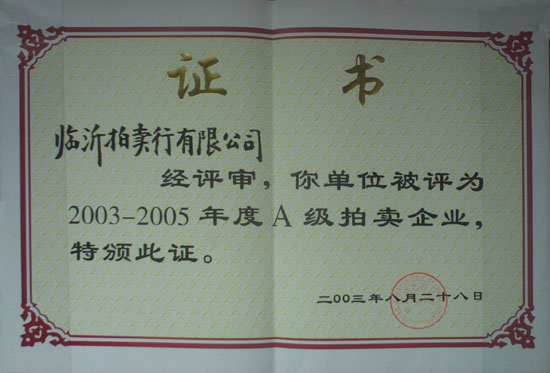 证 书
临沂拍卖行有限公司
经评审，你单位被评为
2003-2005年度A级拍卖企业，
特颁此证。
二00三年八月二十八日